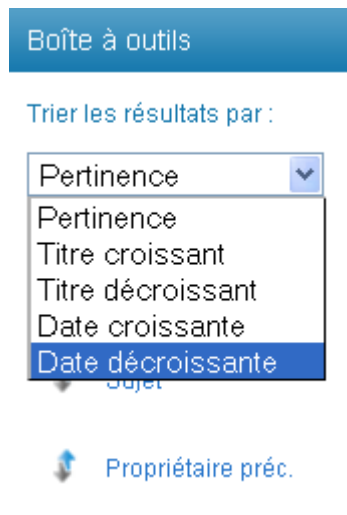 Boîte à outils
Trier les résultats par :
Pertinence
Pertinence
Titre croissant
Titre décroissant
Date croissante
Date décroissante
Sujet
Propriétaire préc.